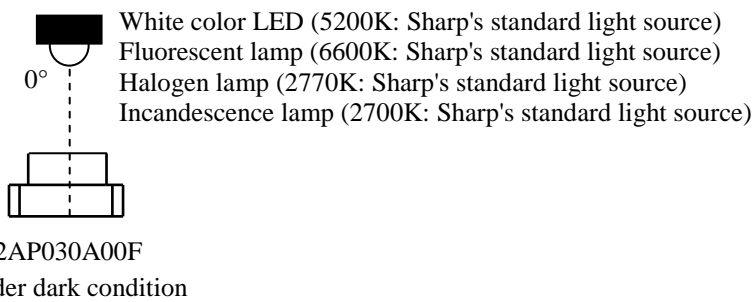 White color LED (5200K: Sharp's standard light source)
Fluorescent lamp (6600K: Sharp's standard light source)
0°
Halogen lamp (2770K: Sharp's standard light source)
Incandescence lamp (2700K: Sharp's standard light source)
2AP030A00F
der dark condition